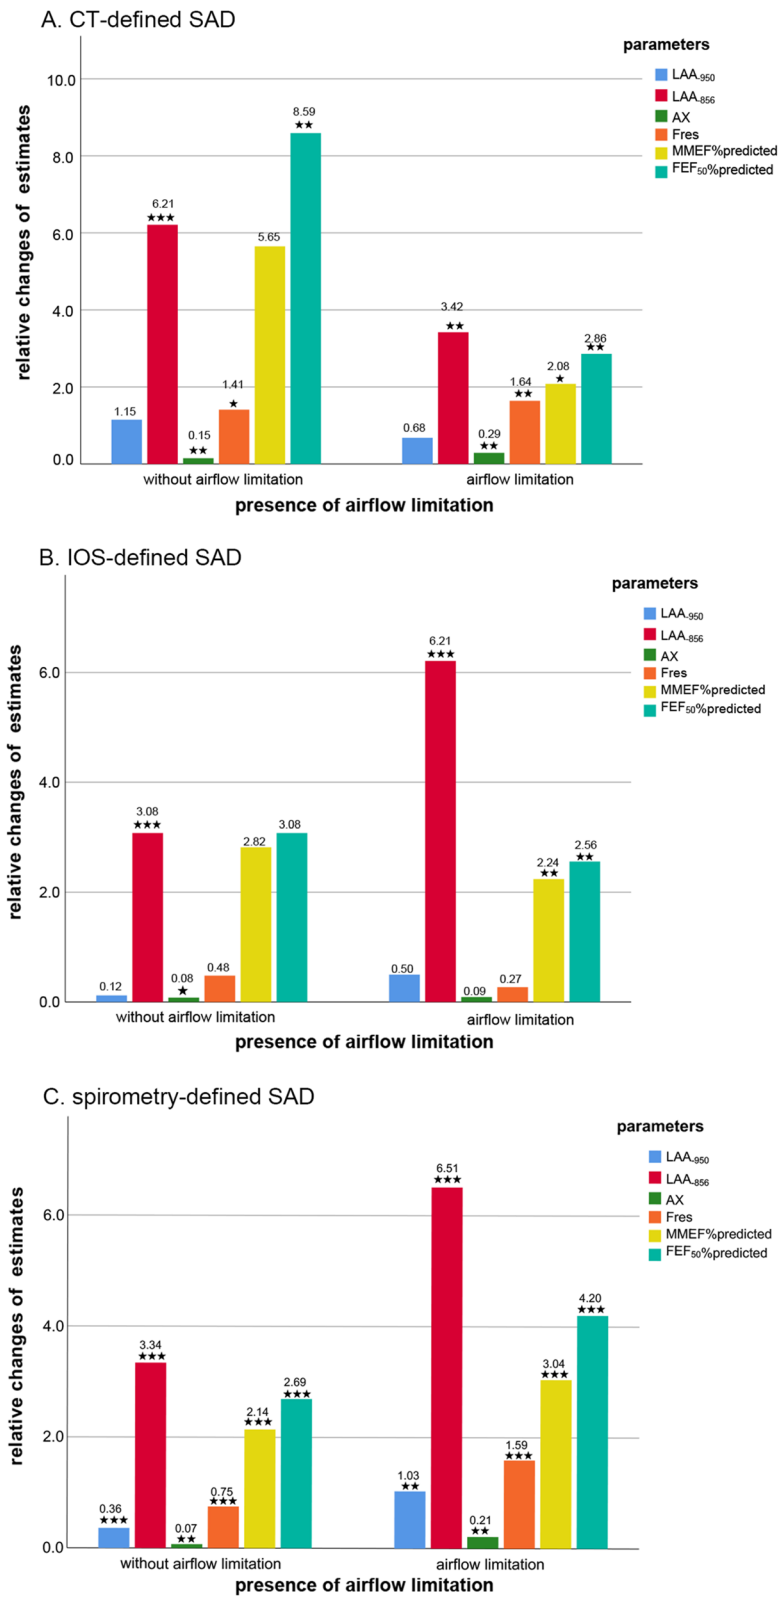 A. CT-defined SAD
parameters
LAA-950
LAA-856
AX
Fres
MMEF%predicted
FEF50%predicted
relative changes of estimates
10.0
8.0
6.0
4.0
2.0
0.0
1.15
6.21
★★★
0.15
★★
1.41
★
5.65
8.59
★★
0.68
3.42
★★
0.29
★★
1.64
★★
2.08
★
2.86
★★
without airflow limitation
airflow limitation
presence of airflow limitation
B. IOS-defined SAD
parameters
LAA-950
LAA-856
AX
Fres
MMEF%predicted
FEF50%predicted
relative changes of estimates
6.0
4.0
2.0
0.0
0.12
3.08
★★★
0.08
★
0.48
2.82
3.08
0.50
6.21
★★★
0.09
0.27
2.24
★★
2.56
★★
without airflow limitation
airflow limitation
presence of airflow limitation
C. spirometry-defined SAD
parameters
LAA-950
LAA-856
AX
Fres
MMEF%predicted
FEF50%predicted
relative changes of estimates
6.0
4.0
2.0
0.0
0.36
★★★
3.34
★★★
0.07
★★
0.75
★★★
2.14
★★★
2.69
★★★
1.03
★★
6.51
★★★
0.21
★★
1.59
★★★
3.04
★★★
4.20
★★★
without airflow limitation
airflow limitation
presence of airflow limitation